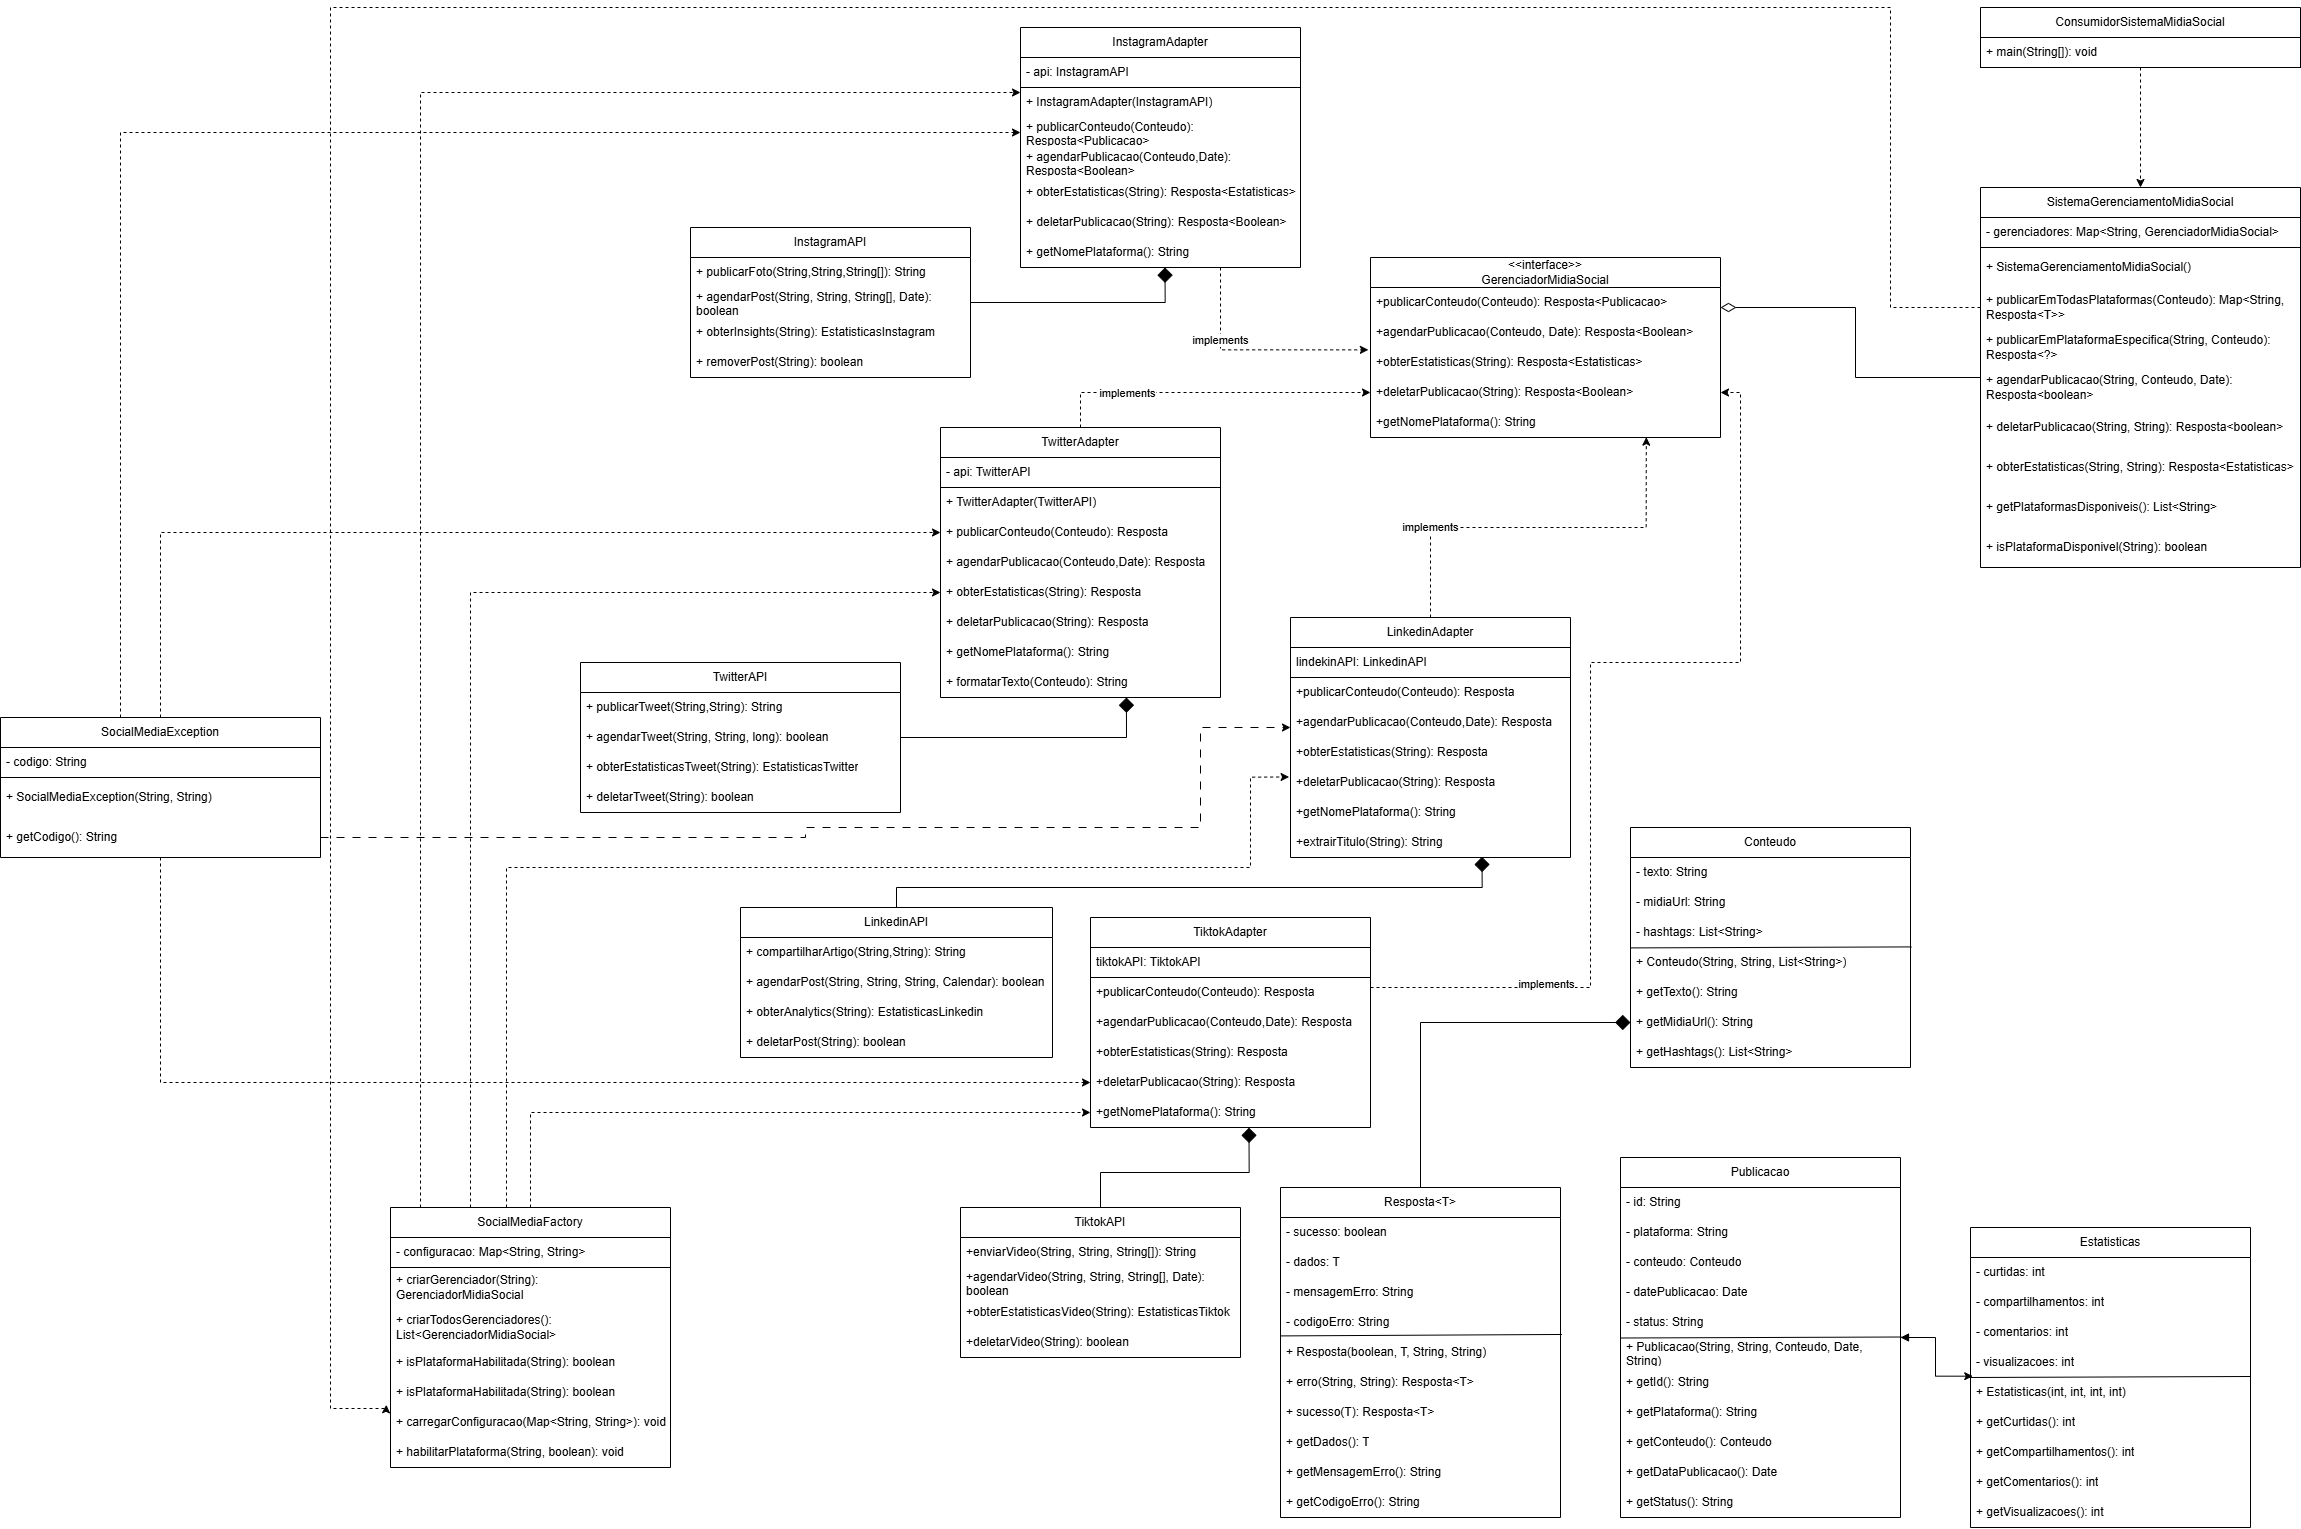 InstagramAdapter
- api: InstagramAPI
+ InstagramAdapter(InstagramAPI)
+ publicarConteudo(Conteudo):
Resposta<Publicacao>
+ agendarPublicacao(Conteudo,Date):
Resposta<Boolean>
+ obterEstatisticas(String): Resposta<Estatisticas>
+ deletarPublicacao(String): Resposta<Boolean>
+ getNomePlataforma(): String
ConsumidorSistemaMidiaSocial
+ main(String[]): void
SistemaGerenciamentoMidiaSocial
- gerenciadores: Map<String, GerenciadorMidiaSocial>
+ SistemaGerenciamentoMidiaSocial()
+ publicarEmTodasPlataformas(Conteudo): Map<String,
Resposta<T>>
+ publicarEmPlataformaEspecifica(String, Conteudo):
Resposta<?>
+ agendarPublicacao(String, Conteudo, Date):
Resposta<boolean>
+ deletarPublicacao(String, String): Resposta<boolean>
+ obterEstatisticas(String, String): Resposta<Estatisticas>
+ getPlataformasDisponiveis(): List<String>
+ isPlataformaDisponivel(String): boolean
InstagramAPI
+ publicarFoto(String,String,String[]): String
+ agendarPost(String, String, String[], Date):
boolean
+ obterInsights(String): EstatisticasInstagram
+ removerPost(String): boolean
<<interface>>
GerenciadorMidiaSocial
+publicarConteudo(Conteudo): Resposta<Publicacao>
+agendarPublicacao(Conteudo, Date): Resposta<Boolean>
+obterEstatisticas(String): Resposta<Estatisticas>
+deletarPublicacao(String): Resposta<Boolean>
+getNomePlataforma(): String
implements
implements
implements
implements
TwitterAdapter
- api: TwitterAPI
+ TwitterAdapter(TwitterAPI)
+ publicarConteudo(Conteudo): Resposta
+ agendarPublicacao(Conteudo,Date): Resposta
+ obterEstatisticas(String): Resposta
+ deletarPublicacao(String): Resposta
+ getNomePlataforma(): String
+ formatarTexto(Conteudo): String
TwitterAPI
+ publicarTweet(String,String): String
+ agendarTweet(String, String, long): boolean
+ obterEstatisticasTweet(String): EstatisticasTwitter
+ deletarTweet(String): boolean
LinkedinAdapter
lindekinAPI: LinkedinAPI
+publicarConteudo(Conteudo): Resposta
+agendarPublicacao(Conteudo,Date): Resposta
+obterEstatisticas(String): Resposta
+deletarPublicacao(String): Resposta
+getNomePlataforma(): String
+extrairTitulo(String): String
SocialMediaException
- codigo: String
+ SocialMediaException(String, String)
+ getCodigo(): String
Conteudo
- texto: String
- midiaUrl: String
- hashtags: List<String>
+ Conteudo(String, String, List<String>)
+ getTexto(): String
+ getMidiaUrl(): String
+ getHashtags(): List<String>
LinkedinAPI
+ compartilharArtigo(String,String): String
+ agendarPost(String, String, String, Calendar): boolean
+ obterAnalytics(String): EstatisticasLinkedin
+ deletarPost(String): boolean
TiktokAdapter
tiktokAPI: TiktokAPI
+publicarConteudo(Conteudo): Resposta
+agendarPublicacao(Conteudo,Date): Resposta
+obterEstatisticas(String): Resposta
+deletarPublicacao(String): Resposta
+getNomePlataforma(): String
SocialMediaFactory
- configuracao: Map<String, String>
+ criarGerenciador(String):
GerenciadorMidiaSocial
+ criarTodosGerenciadores():
List<GerenciadorMidiaSocial>
+ isPlataformaHabilitada(String): boolean
+ isPlataformaHabilitada(String): boolean
+ carregarConfiguracao(Map<String, String>): void
+ habilitarPlataforma(String, boolean): void
TiktokAPI
+enviarVideo(String, String, String[]): String
+agendarVideo(String, String, String[], Date):
boolean
+obterEstatisticasVideo(String): EstatisticasTiktok
+deletarVideo(String): boolean
Resposta<T>
- sucesso: boolean
- dados: T
- mensagemErro: String
- codigoErro: String
+ Resposta(boolean, T, String, String)
+ erro(String, String): Resposta<T>
+ sucesso(T): Resposta<T>
+ getDados(): T
+ getMensagemErro(): String
+ getCodigoErro(): String
Publicacao
- id: String
- plataforma: String
- conteudo: Conteudo
- datePublicacao: Date
- status: String
+ Publicacao(String, String, Conteudo, Date,
String)
+ getId(): String
+ getPlataforma(): String
+ getConteudo(): Conteudo
+ getDataPublicacao(): Date
+ getStatus(): String
Estatisticas
- curtidas: int
- compartilhamentos: int
- comentarios: int
- visualizacoes: int
+ Estatisticas(int, int, int, int)
+ getCurtidas(): int
+ getCompartilhamentos(): int
+ getComentarios(): int
+ getVisualizacoes(): int